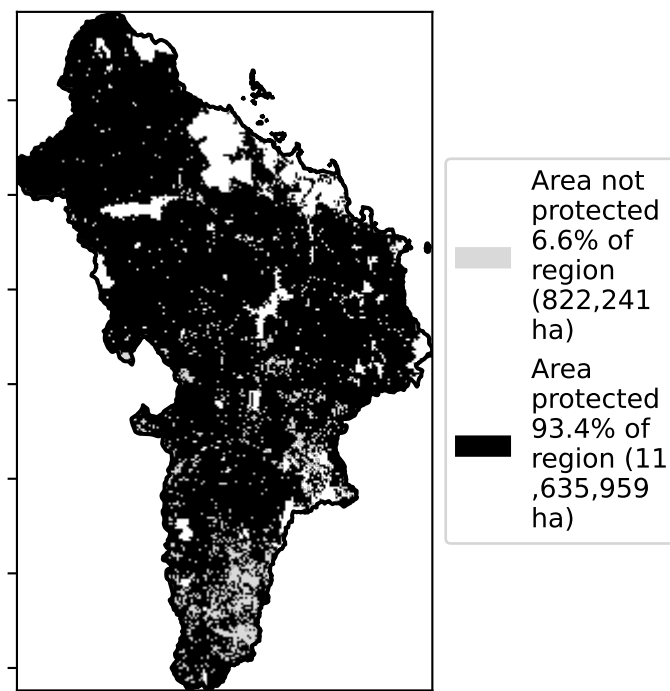 Area not
protected
6.6% of
region
(822,241
ha)
Area
protected
93.4% of
region (11
,635,959
ha)